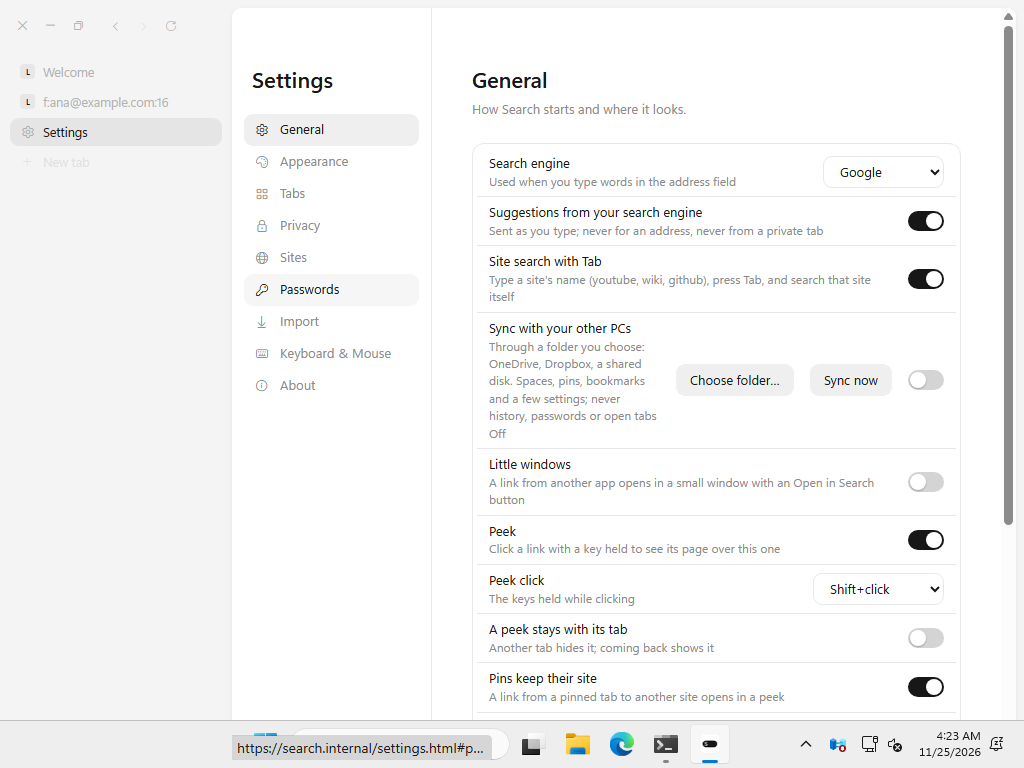 L Welcome
L f:ana@example.com:16
Settings
New tab
Settings
General
Appearance
Tabs
Privacy
Sites
Passwords
Import
Keyboard & Mouse
About
General
How Search starts and where it looks.
Search engine
Used when you type words in the address field
Google
Suggestions from your search engine
Sent as you type; never for an address, never from a private tab
Site search with Tab
Type a site's name (youtube, wiki, github), press Tab, and search that site
itself
Sync with your other PCs
Through a folder you choose:
OneDrive, Dropbox, a shared
disk. Spaces, pins, bookmarks
and a few settings; never
history, passwords or open tabs
Off
Choose folder...
Sync now
Little windows
A link from another app opens in a small window with an Open in Search
button
Peek
Click a link with a key held to see its page over this one
Peek click
The keys held while clicking
Shift+click
A peek stays with its tab
Another tab hides it; coming back shows it
Pins keep their site
A link from a pinned tab to another site opens in a peek
https://search.internal/settings.html#p...
4:23 AM
11/25/2026